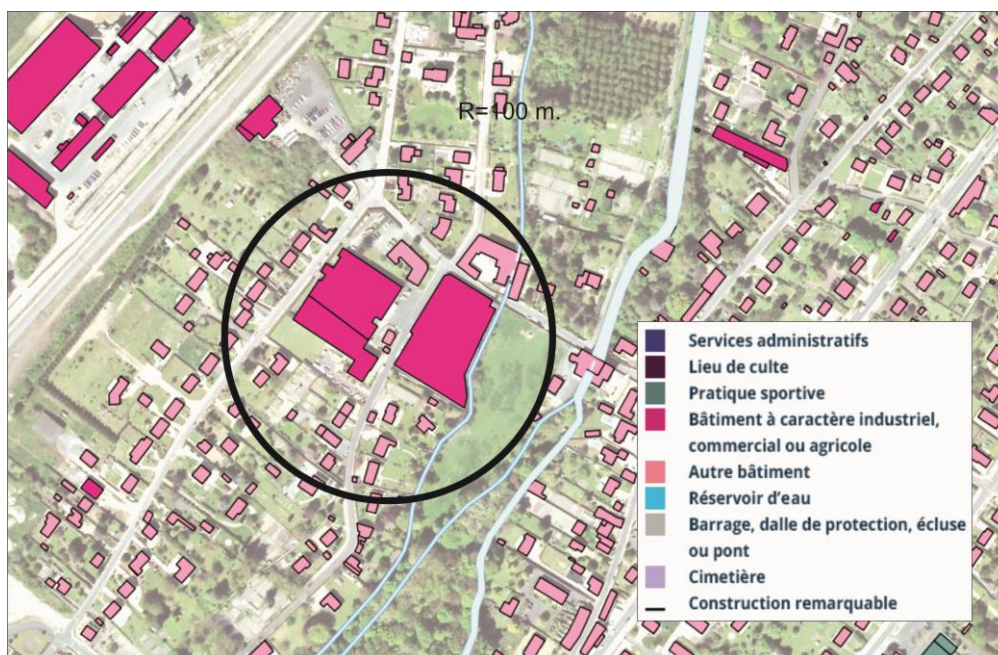 R=100 m.
Services administratifs
Lieu de culte
Pratique sportive
Bâtiment à caractère industriel,
commercial ou agricole
Autre bâtiment
Réservoir d'eau
Barrage, dalle de protection, écluse
ou pont
Cimetière
Construction remarquable